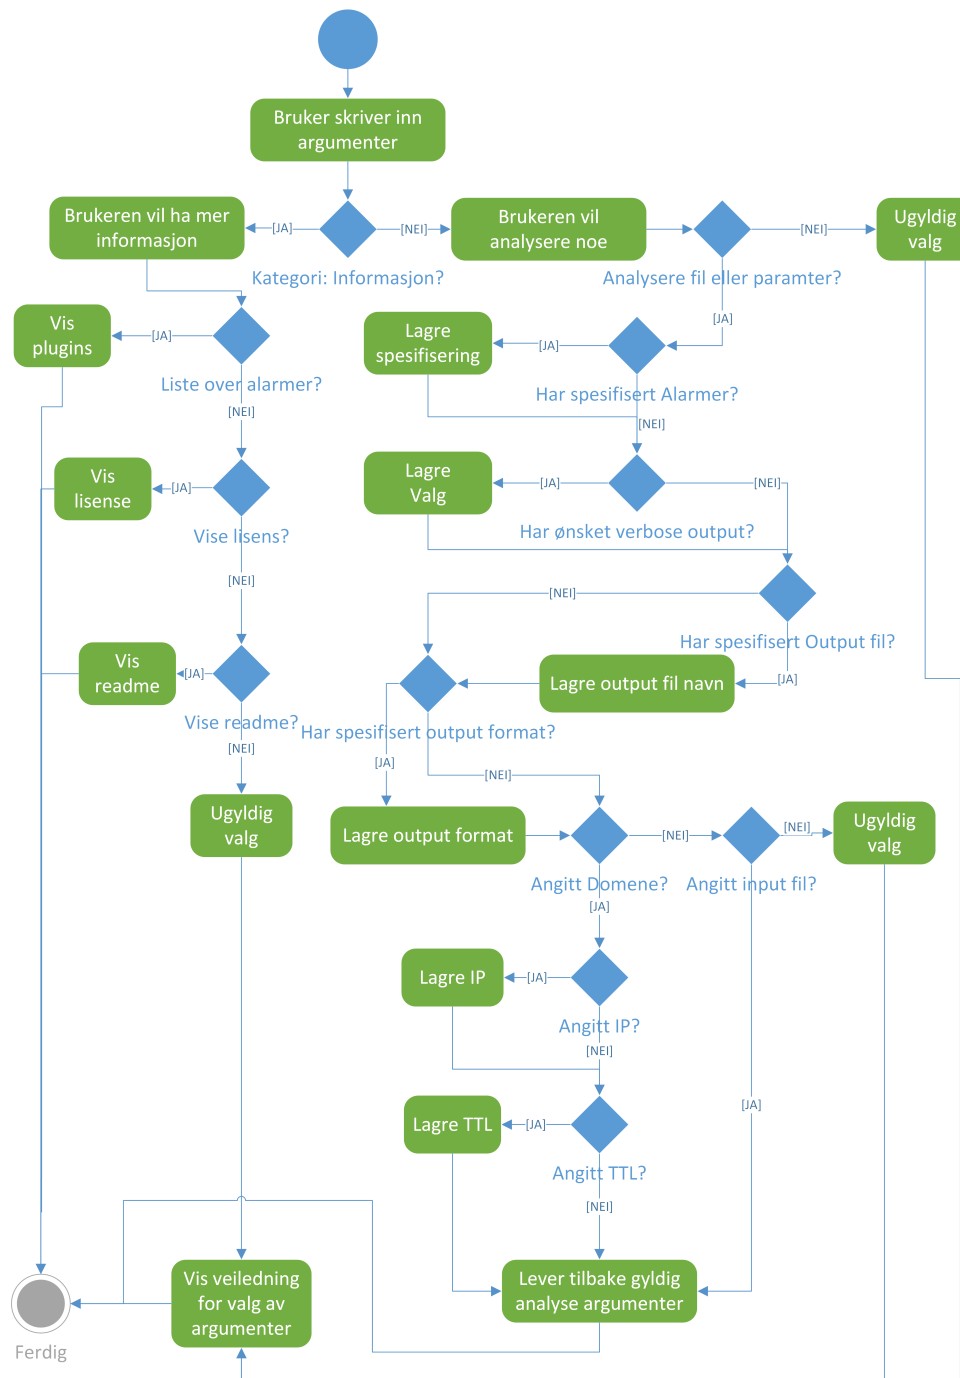 Bruker skriver inn
argumenter
Brukeren vil ha mer
informasjon
[JA]
[NEI]
Brukeren vil
analysere noe
[NEI]
Ugyldig
valg
Kategori: Informasjon?
Analysere fil eller paramter?
Vis
plugins
[JA]
Liste over alarmer?
[NEI]
[JA]
Lagre
spesifisering
[JA]
Har spesifisert Alarmer?
[NEI]
Vis
lisense
[JA]
Vise lisens?
[NEI]
Lagre
Valg
[JA]
[NEI]
Har ønsket verbose output?
[NEI]
Har spesifisert Output fil?
[JA]
Vis
readme
[JA]
Vise readme?
[NEI]
Lagre output fil navn
Har spesifisert output format?
[JA]
[NEI]
Ugyldig
valg
Lagre output format
[NEI]
[NEI]
Ugyldig
valg
Angitt Domene?
Angitt input fil?
[JA]
Lagre IP
[JA]
Angitt IP?
[NEI]
[JA]
Lagre TTL
[JA]
Angitt TTL?
[NEI]
Vis veiledning
for valg av
argumenter
Lever tilbake gyldig
analyse argumenter
Ferdig